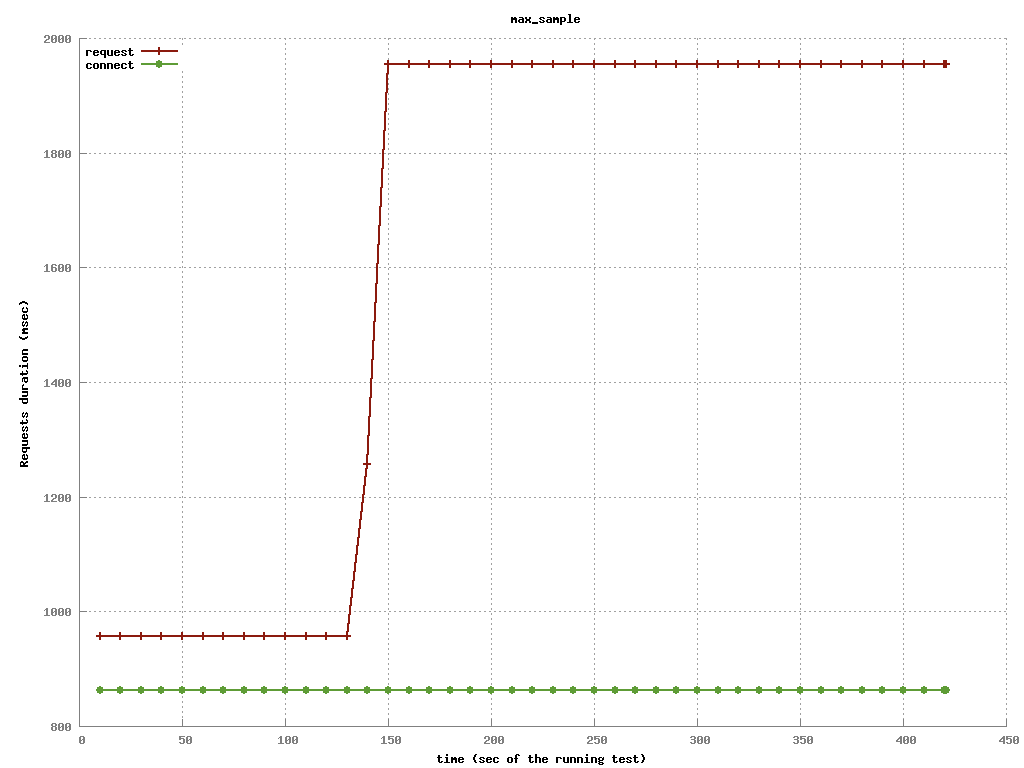 max_sample
2000
request
connect
1800
1600
1400
1200
1000
800
Requests duration (msec)
0 50 100 150 200 250 300 350 400 450
time (sec of the running test)